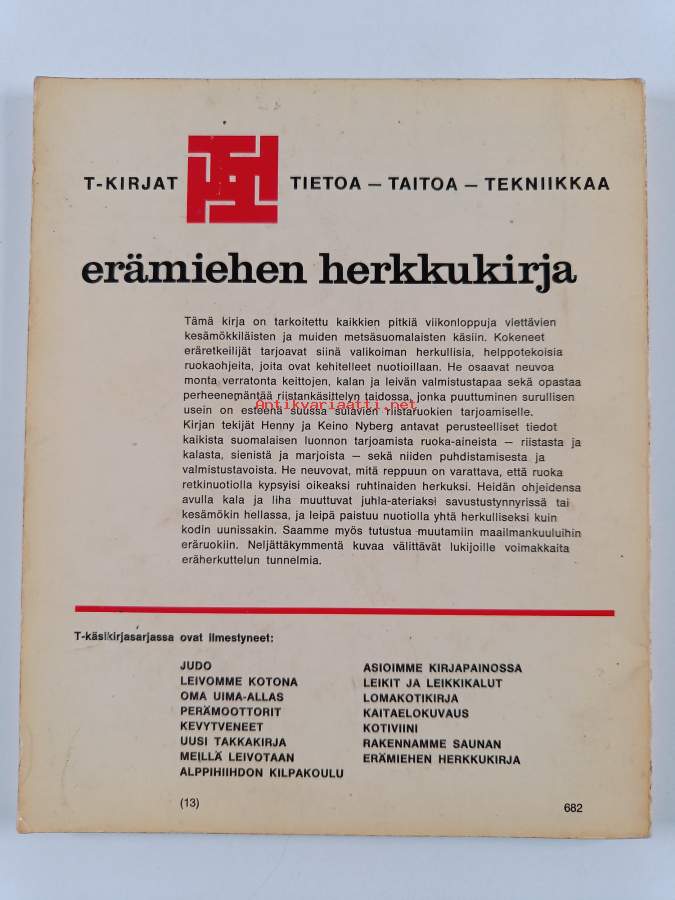 T-KIRJAT TIETOA — TAITOA — TEKNIIKKAA
erämiehen herkkukirja
Tämä kirja on tarkoitettu kaikkien pitkiä viikonloppuja viettävien
kesämökkiläisten ja muiden metsäsuomalaisten käsiin. Kokeneet
eräretkeilijät tarjoavat siinä valikoiman herkullisia, helppotekoisia
ruokaohjeita, joita ovat kehitelleet nuotioillaan. He osaavat neuvoa
monta verratonta keittojen, kalan ja leivän valmistustapaa sekä opastaa
perheenemäntää riistankäsittelyn taidossa, jonka puuttuminen surullisen
Antikvariaatti.net
usein on esteenä suussa sulavien riistaruokien tarjoamiselle.
Kirjan tekijät Henny ja Keino Nyberg antavat perusteelliset tiedot
kaikista suomalaisen luonnon tarjoamista ruoka-aineista — riistasta ja
kalasta, sienistä ja marjoista — sekä niiden puhdistamisesta ja
valmistustavoista. He neuvovat, mitä reppuun on varattava, että ruoka
retkinuotiolla kypsyisi oikeaksi ruhtinaiden herkuksi. Heidän ohjeidensa
avulla kala ja liha muuttuvat juhla-ateriaksi savustustynnyrissä tai
kesämökin hellassa, ja leipä paistuu nuotiolla yhtä herkulliseksi kuin
kodin uunissakin. Saamme myös tutustua muutamiin maailmankuuluihin
eräruokiin. Neljättäkymmentä kuvaa välittävät lukijoille voimakkaita
eräherkuttelun tunnelmia.
T-käsikirjasarjassa ovat ilmestyneet:
JUDO
LEIVOMME KOTONA
OMA UIMA-ALLAS
PERÄMOOTTORIT
KEVYTVENEET
UUSI TAKKAKIRJA
MEILLÄ LEIVOTAAN
ALPPIHIIHDON KILPAKOULU
ASIOIMME KIRJAPAINOSSA
LEIKIT JA LEIKKIKALUT
LOMAKOTIKIRJA
KAITAELOKUVAUS
KOTIVIINI
RAKENNAMME SAUNAN
ERÄMIEHEN HERKKUKIRJA
(13) 682